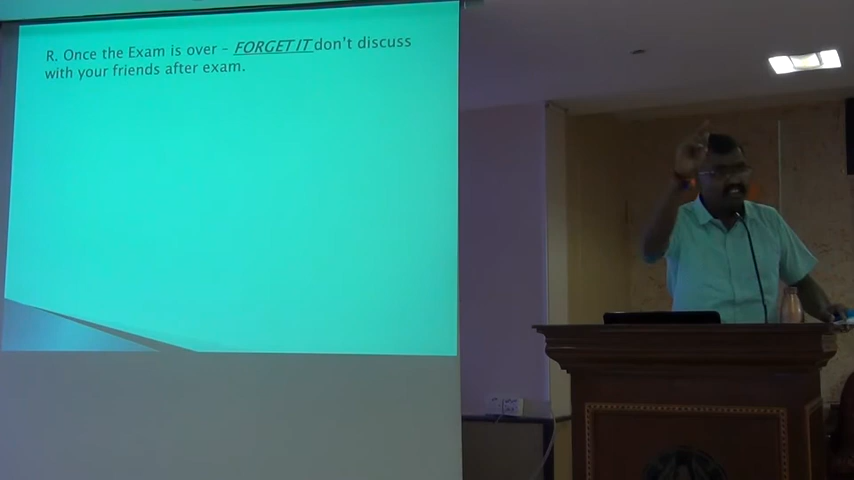 R. Once the Exam is over – FORGET IT don't discuss
with your friends after exam.